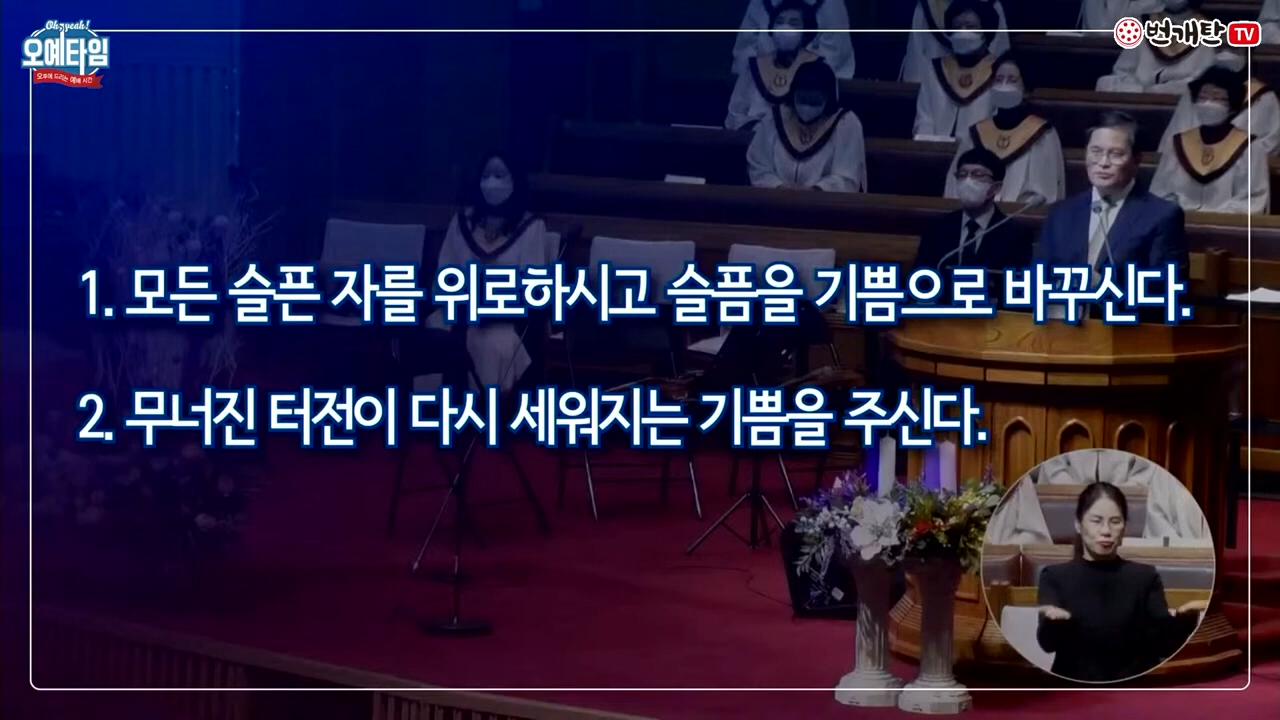 Oh, yeah!
오예타임
오후에 드리는 예배 시간
번개탄 TV
1. 모든 슬픈 자를 위로하시고 슬픔을 기쁨으로 바꾸신다.
2. 무너진 터전이 다시 세워지는 기쁨을 주신다.